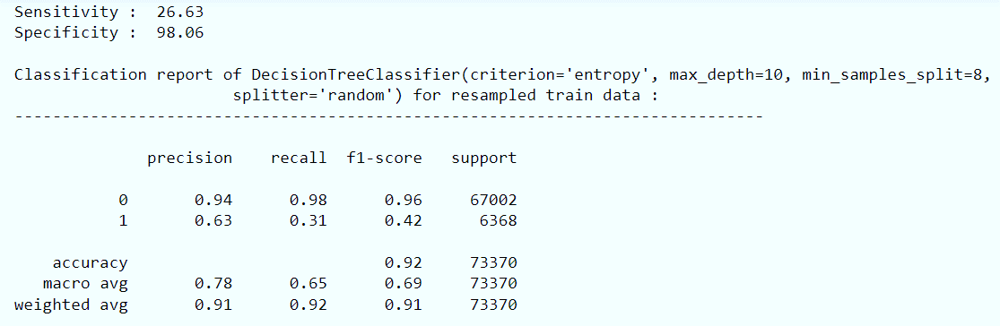 Sensitivity :  26.63
Specificity :  98.06
Classification report of DecisionTreeClassifier(criterion='entropy', max_depth=10, min_samples_split=8,
                       splitter='random') for resampled train data :
-------------------------------------------------------------------------------
              precision    recall  f1-score   support
           0       0.94      0.98      0.96     67002
           1       0.63      0.31      0.42      6368
    accuracy                           0.92     73370
   macro avg       0.78      0.65      0.69     73370
weighted avg       0.91      0.92      0.91     73370